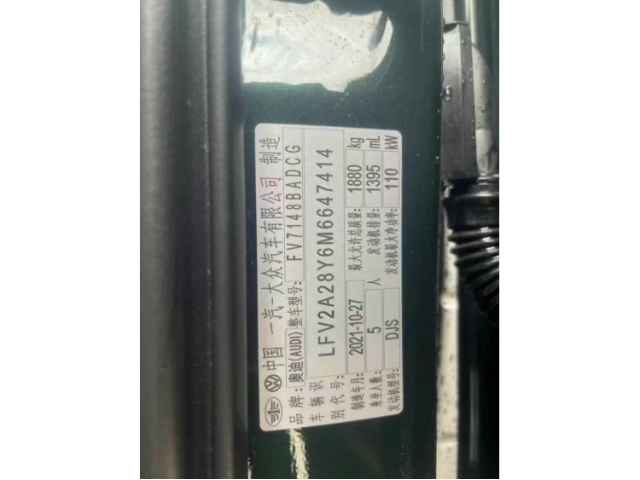 中国 一汽-大众汽车有限公司 制造
品牌: 奥迪(AUDI) 整车型号: FV7148BADCG
车辆识别代号: LFV2A28Y6M6647414
制造年月: 2021-10-27 最大允许总质量: 1880 kg
乘坐人数: 5 人 发动机排量: 1395 mL
发动机型号: DJS 发动机最大净功率: 110 kW